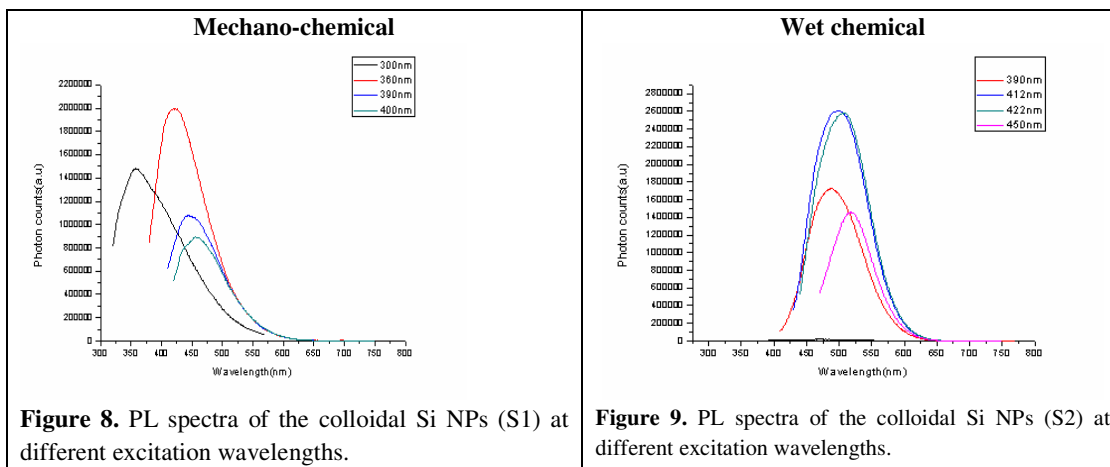 Mechano-chemical
300nm
360nm
390nm
400nm
2200000
2000000
1800000
1600000
1400000
1200000
1000000
800000
600000
400000
200000
0
Photon counts(a.u)
300 350 400 450 500 550 600 650 700 750 800
Wavelength(nm)
Figure 8. PL spectra of the colloidal Si NPs (S1) at
different excitation wavelengths.
Wet chemical
390nm
412nm
422nm
450nm
2800000
2600000
2400000
2200000
2000000
1800000
1600000
1400000
1200000
1000000
800000
600000
400000
200000
0
Photon counts(a.u)
300 350 400 450 500 550 600 650 700 750 800
Wavelength(nm)
Figure 9. PL spectra of the colloidal Si NPs (S2) at
different excitation wavelengths.